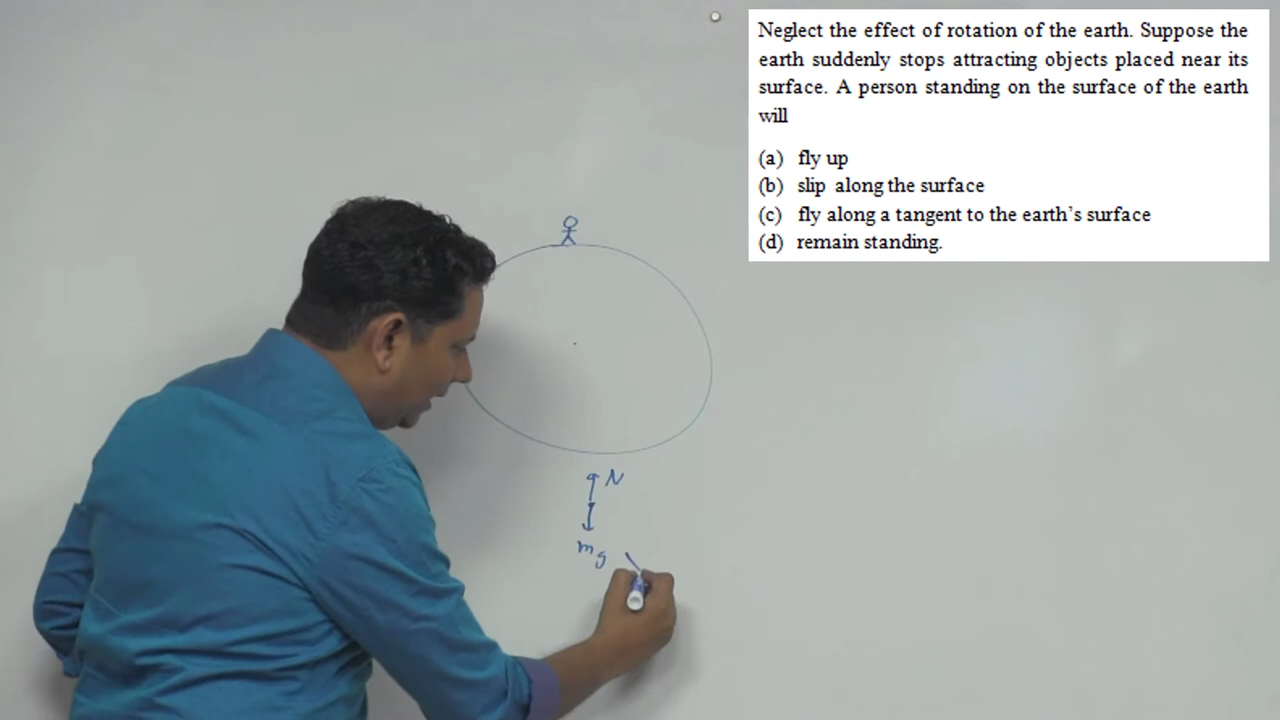 Neglect the effect of rotation of the earth. Suppose the
earth suddenly stops attracting objects placed near its
surface. A person standing on the surface of the earth
will
(a) fly up
(b) slip along the surface
(c) fly along a tangent to the earth's surface
(d) remain standing.
N
mg